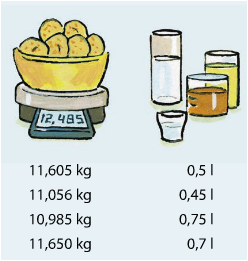 12,485
11,605 kg 0,5 l
11,056 kg 0,45 l
10,985 kg 0,75 l
11,650 kg 0,7 l